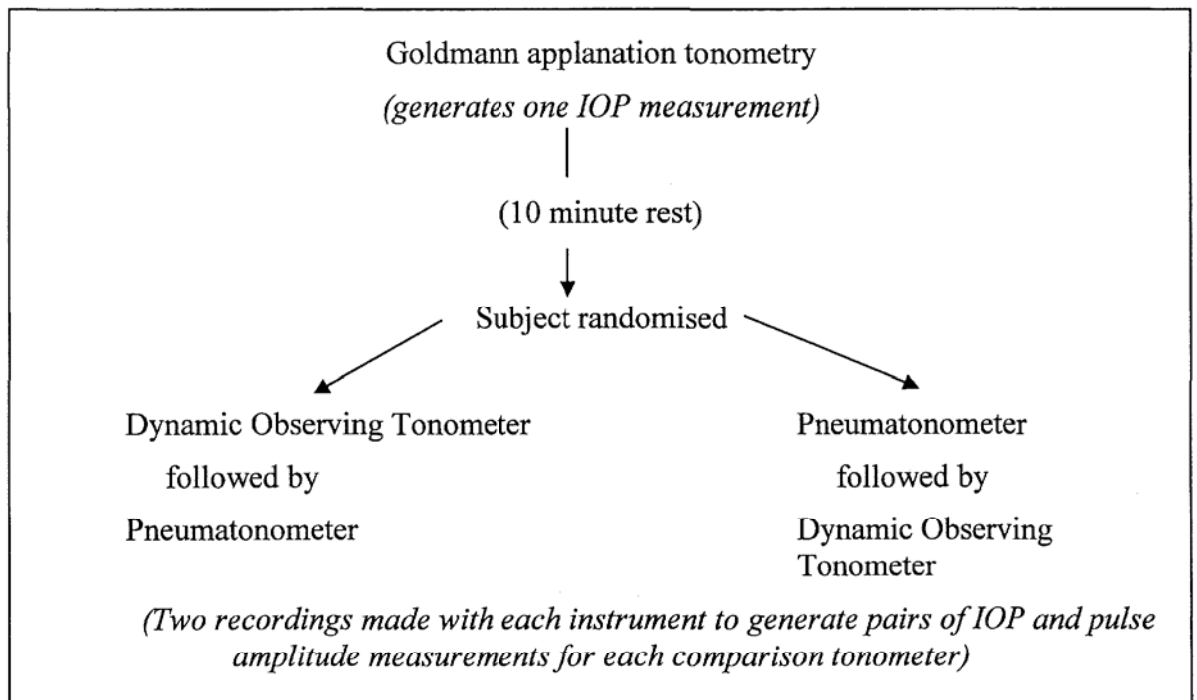 Goldmann applanation tonometry
(generates one IOP measurement)
(10 minute rest)
Subject randomised
Dynamic Observing Tonometer
followed by
Pneumatonometer
Pneumatonometer
followed by
Dynamic Observing
Tonometer
(Two recordings made with each instrument to generate pairs of IOP and pulse
amplitude measurements for each comparison tonometer)